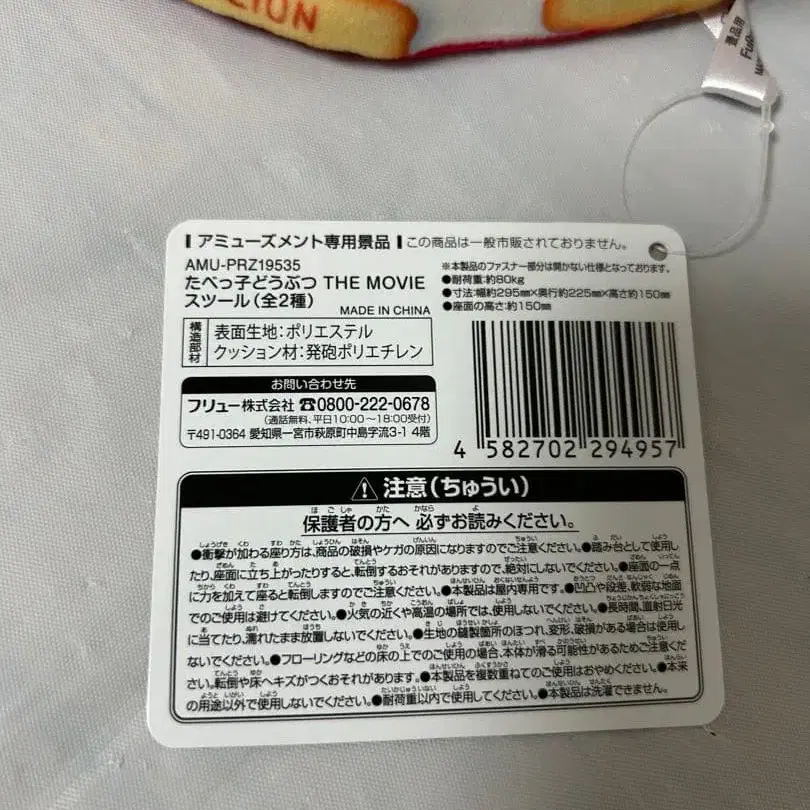 LION
景品用
┃アミューズメント専用景品┃この商品は一般市販されておりません。
AMU-PRZ19535
たべっ子どうぶつ THE MOVIE
スツール(全2種)
MADE IN CHINA
※本製品のファスナー部分は開かない仕様となっております。
●耐荷重:約80kg
●寸法:幅約295㎜×奥行約225㎜×高さ約150㎜
●座面の高さ:約150㎜
構造部材
表面生地:ポリエステル
クッション材:発砲ポリエチレン
お問い合わせ先
フリュー株式会社 ☎0800-222-0678
(通話無料、平日10:00~18:00受付)
〒491-0364 愛知県一宮市萩原町中島字流3-1 4階
4 582702 294957
⚠注意(ちゅうい)
保護者の方へ 必ずお読みください。
●衝撃が加わる座り方は、商品の破損やケガの原因になりますのでご注意ください。●踏み台として使用し
たり、座面に立ち上がったりすると、転倒するおそれがありますので、絶対にしないでください。●座面の一点
に力を加えて座ると転倒しますのでご注意ください。●本製品は屋内専用です。●凹凸や段差、軟弱な地面
でのご使用は避けてください。●火気の近くや高温の場所では、使用しないでください。●長時間、直射日光
に当てたり、濡れたまま放置しないでください。●生地の縫製箇所のほつれ、変形、破損がある場合は使用し
ないでください。●フローリングなどの床の上でのご使用の場合、本体が滑る可能性があるためご注意くだ
さい。転倒や床へキズがつくおそれがあります。●本製品を複数重ねてのご使用はおやめください。●本来
の用途以外で使用しないでください。●耐荷重以内で使用してください。●本製品は洗濯できません。